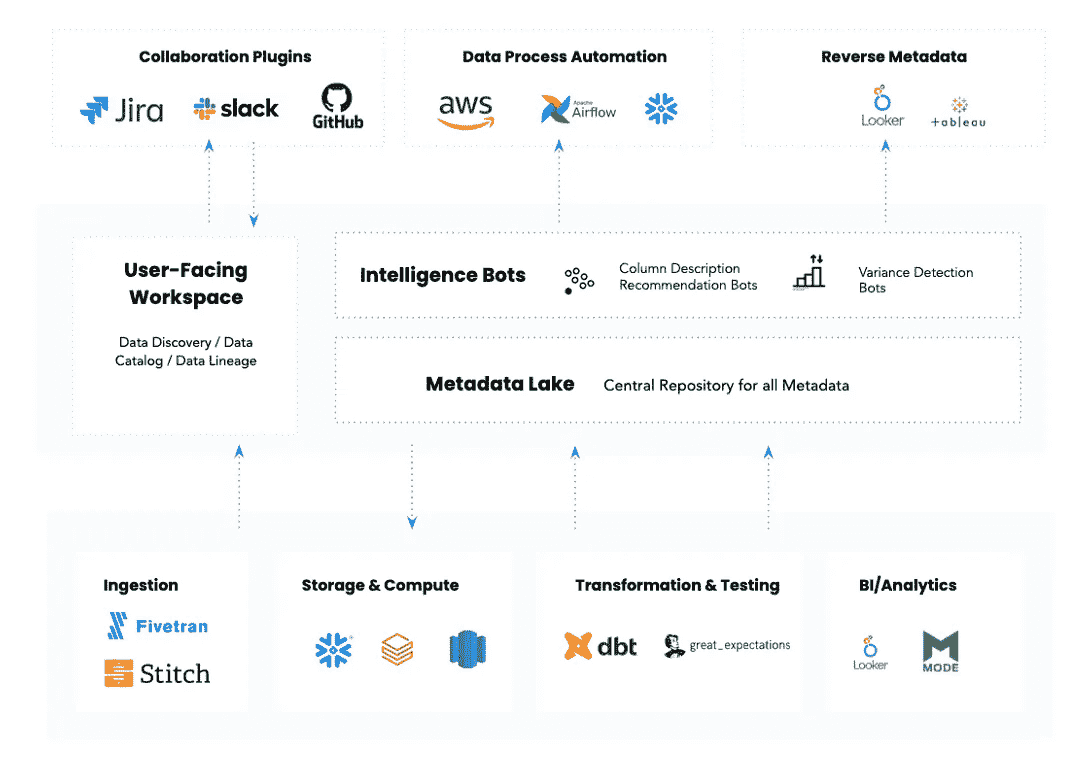 Collaboration Plugins
Jira
slack
GitHub
Data Process Automation
aws
Apache
Airflow
Reverse Metadata
Looker
+ableau
User-Facing
Workspace
Data Discovery / Data
Catalog / Data Lineage
Intelligence Bots
Column Description
Recommendation Bots
Variance Detection
Bots
Metadata Lake
Central Repository for all Metadata
Ingestion
Fivetran
Stitch
Storage & Compute
Transformation & Testing
dbt
great_expectations
BI/Analytics
Looker
MODE